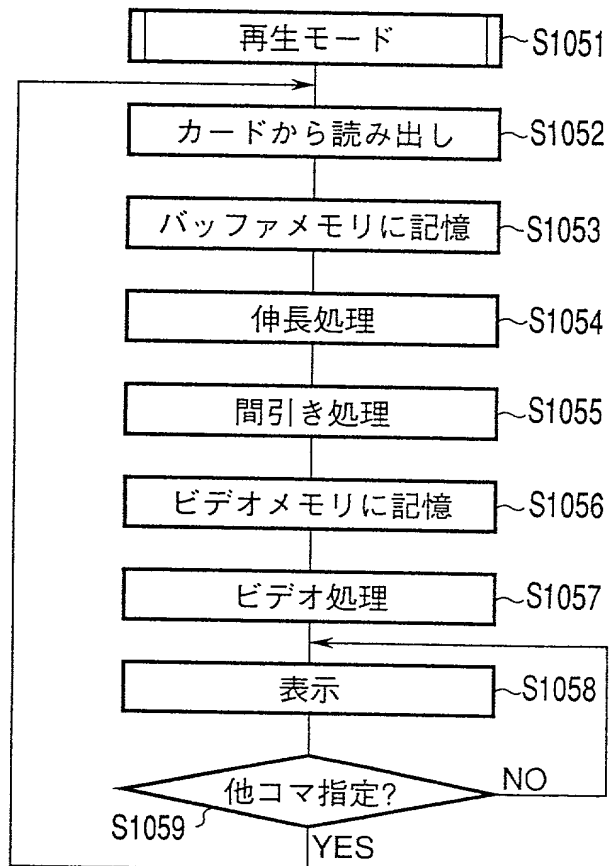 再生モード
S1051
カードから読み出し
S1052
バッファメモリに記憶
S1053
伸長処理
S1054
間引き処理
S1055
ビデオメモリに記憶
S1056
ビデオ処理
S1057
表示
S1058
他コマ指定?
NO
S1059
YES